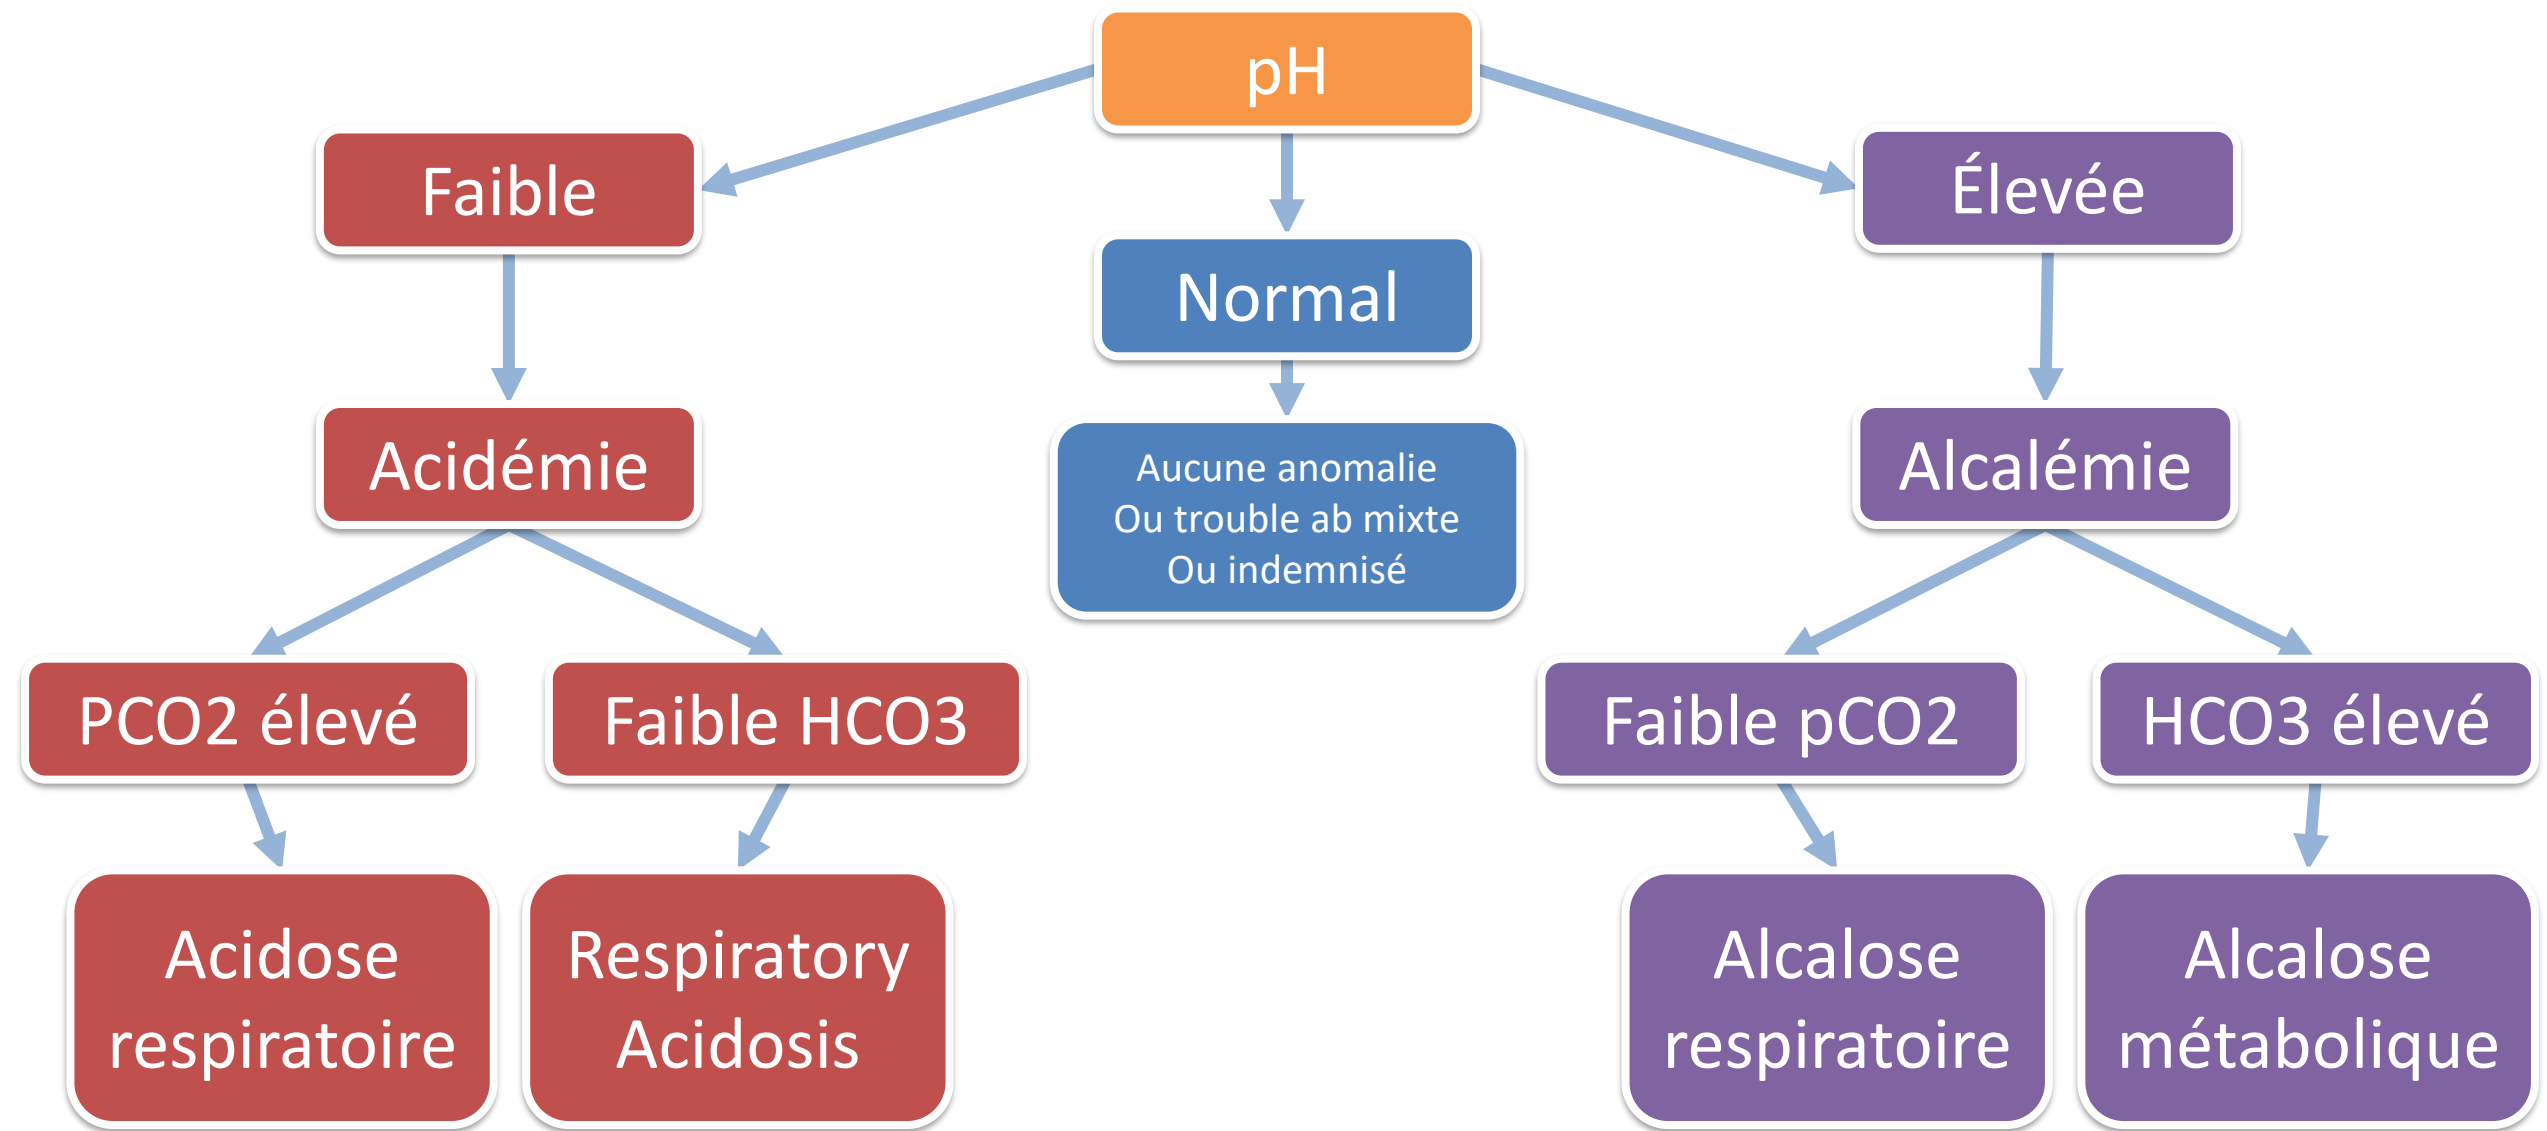 pH
Faible
Élevée
Normal
Acidémie
Alcalémie
Aucune anomalie
Ou trouble ab mixte
Ou indemnisé
PCO2 élevé
Faible HCO3
Faible pCO2
HCO3 élevé
Acidose
respiratoire
Respiratory
Acidosis
Alcalose
respiratoire
Alcalose
métabolique